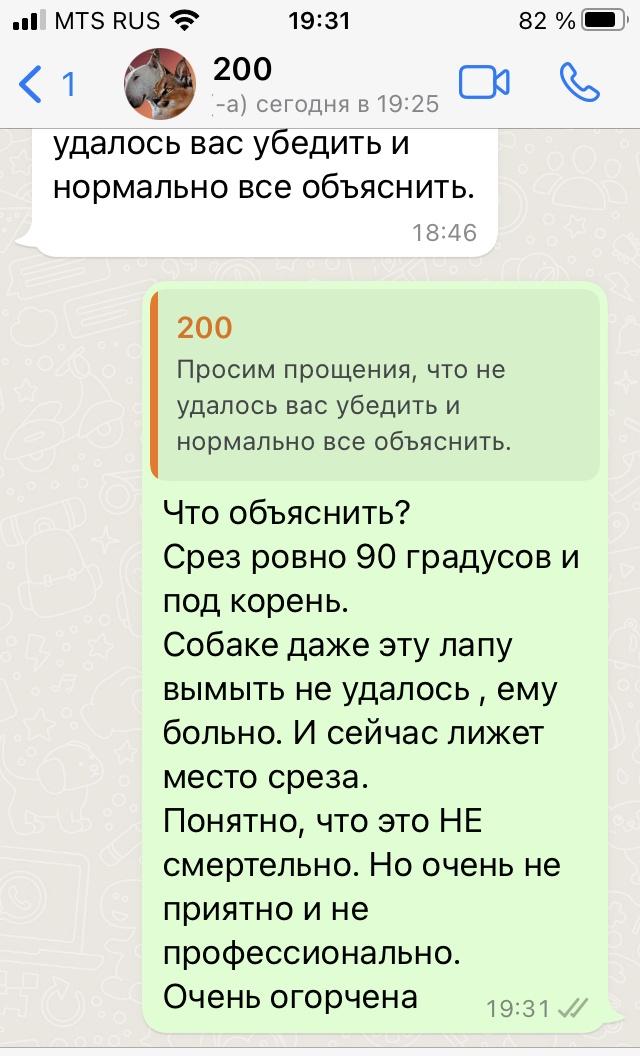 MTS RUS 19:31 82 %
1 200
-а) сегодня в 19:25
удалось вас убедить и
нормально все объяснить.
18:46
200
Просим прощения, что не
удалось вас убедить и
нормально все объяснить.
Что объяснить?
Срез ровно 90 градусов и
под корень.
Собаке даже эту лапу
вымыть не удалось , ему
больно. И сейчас лижет
место среза.
Понятно, что это НЕ
смертельно. Но очень не
приятно и не
профессионально.
Очень огорчена 19:31